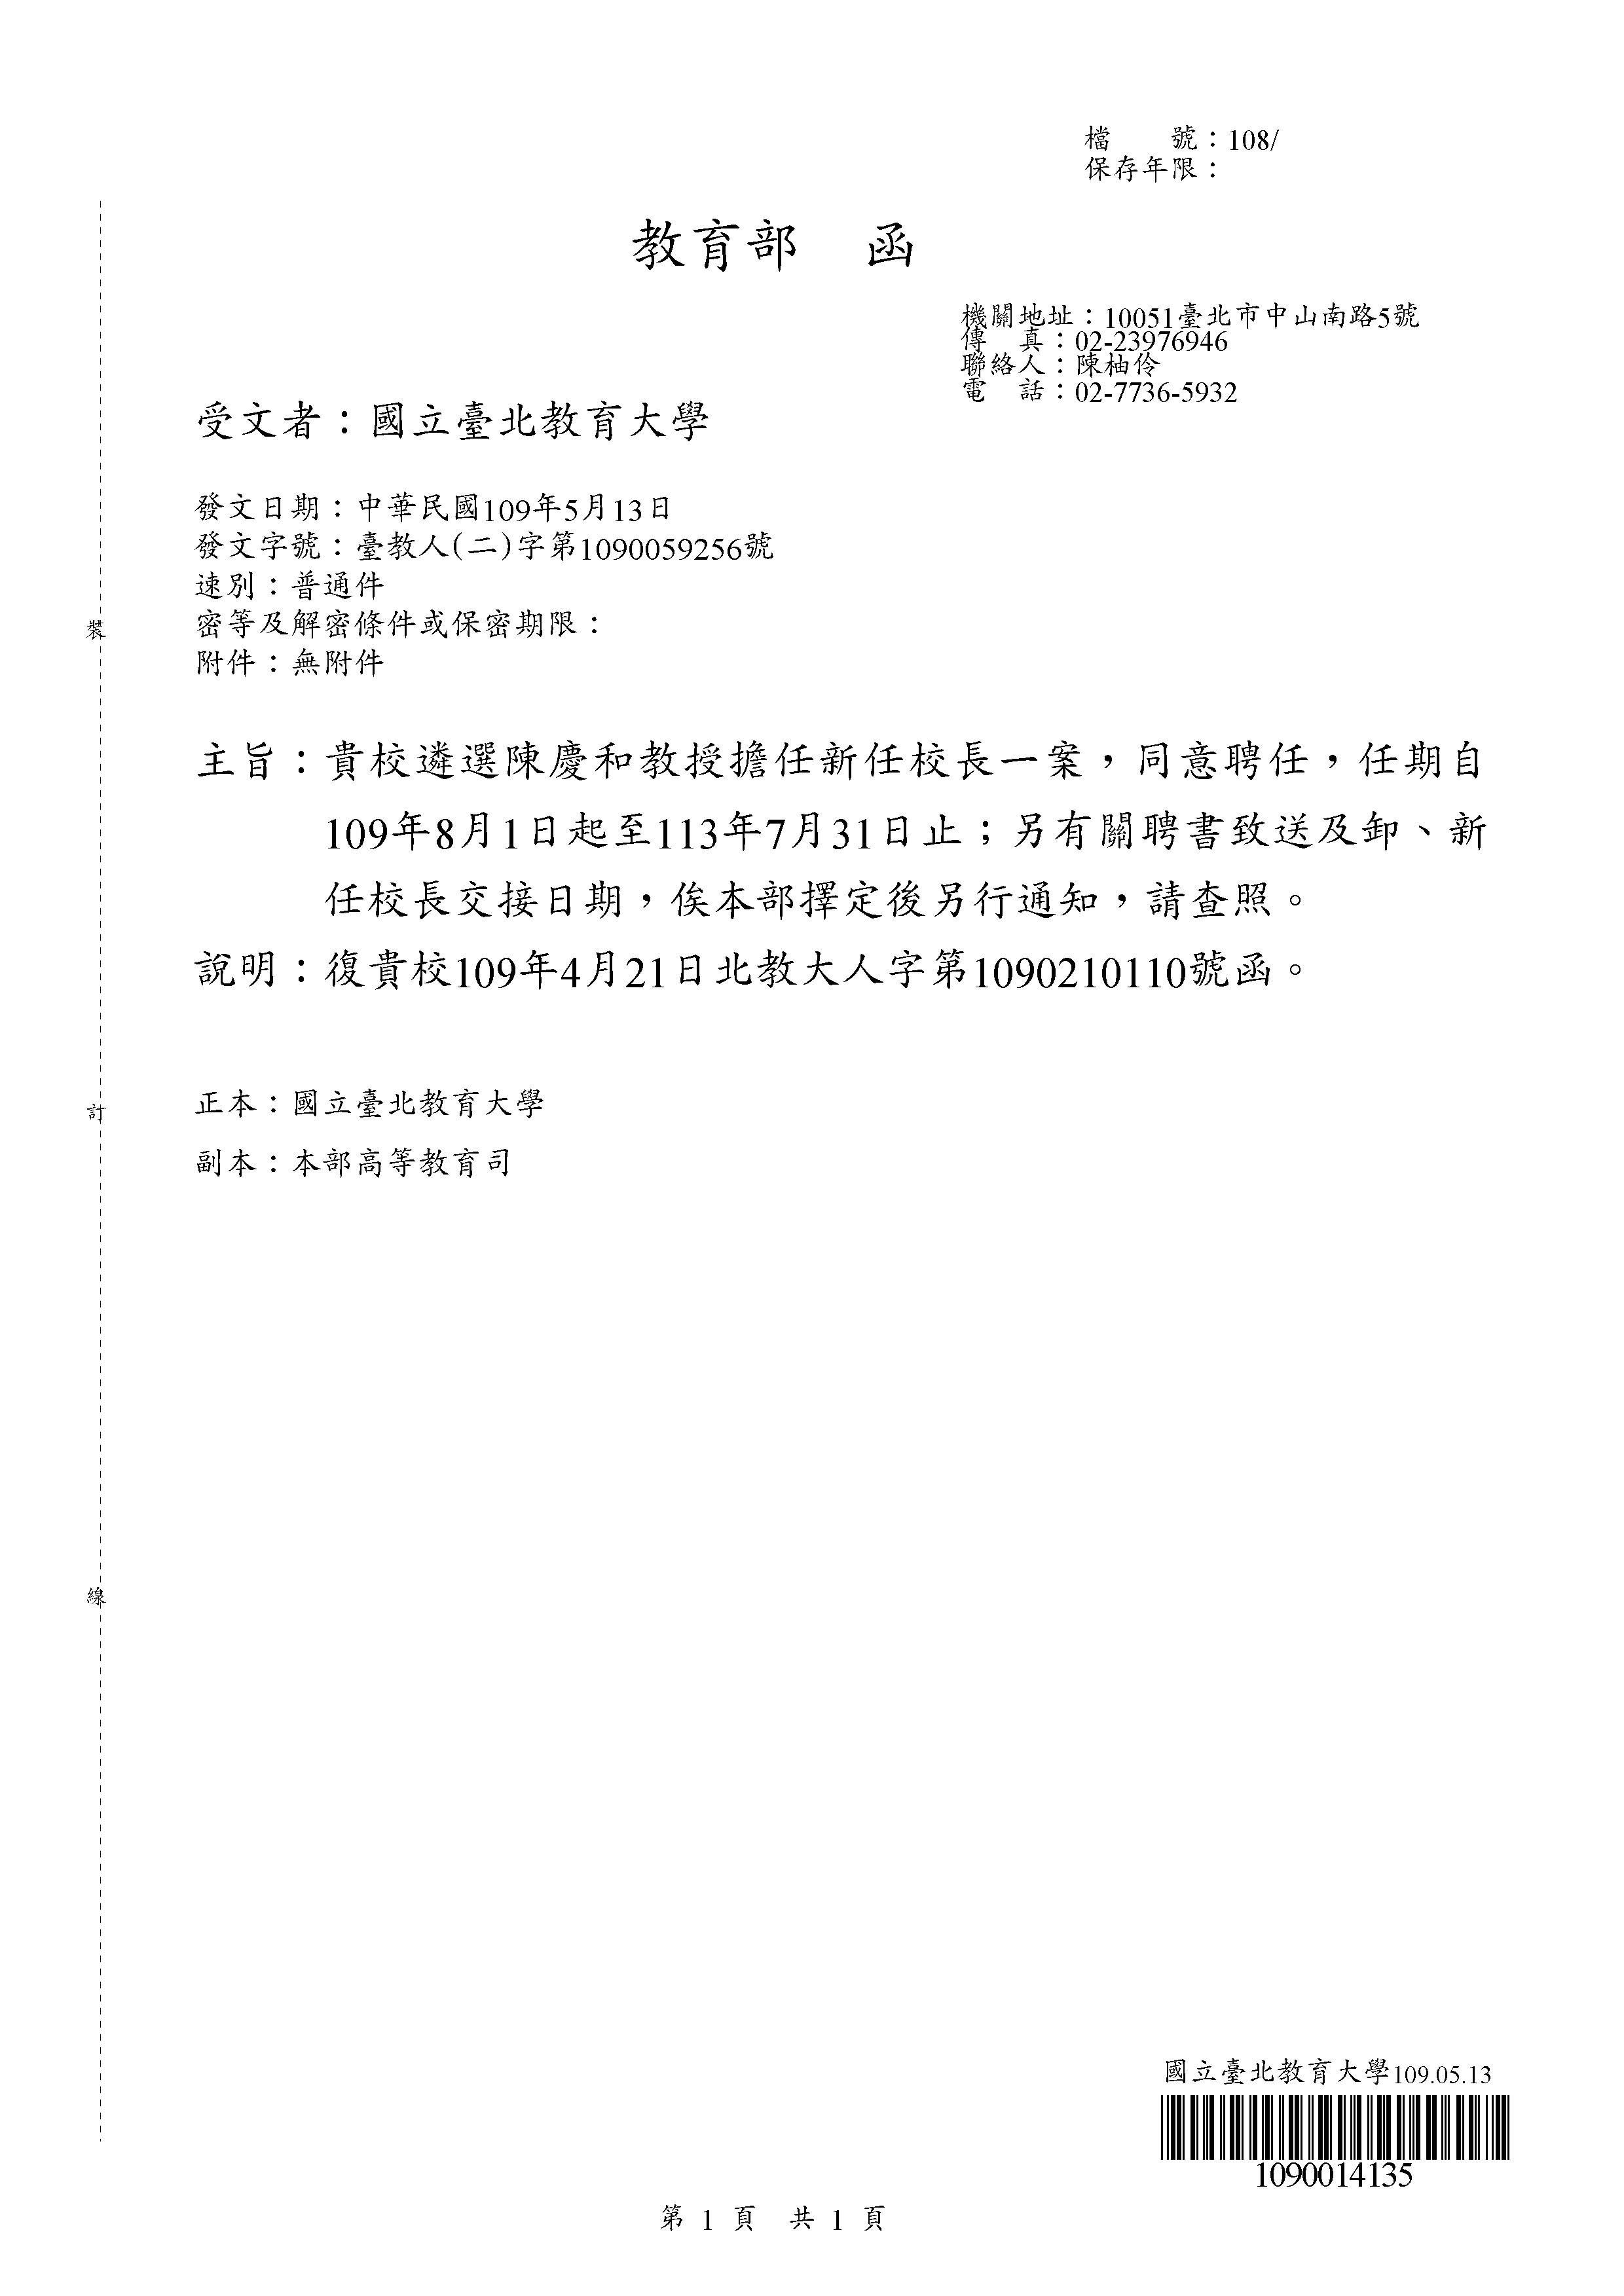 檔　　號：108/
保存年限：
教育部　函
機關地址：10051臺北市中山南路5號
傳　真：02-23976946
聯絡人：陳柚伶
電　話：02-7736-5932
受文者：國立臺北教育大學
發文日期：中華民國109年5月13日
發文字號：臺教人(二)字第1090059256號
速別：普通件
密等及解密條件或保密期限：
附件：無附件
主旨：貴校遴選陳慶和教授擔任新任校長一案，同意聘任，任期自
109年8月1日起至113年7月31日止；另有關聘書致送及卸、新
任校長交接日期，俟本部擇定後另行通知，請查照。
說明：復貴校109年4月21日北教大人字第1090210110號函。
正本：國立臺北教育大學
副本：本部高等教育司
裝
訂
線
國立臺北教育大學109.05.13
1090014135
第 1 頁　共 1 頁